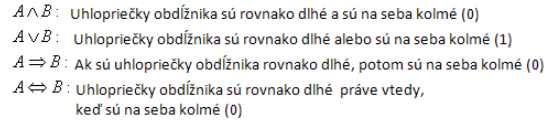 A ∧ B : Uhlopriečky obdĺžnika sú rovnako dlhé a sú na seba kolmé (0)
A ∨ B : Uhlopriečky obdĺžnika sú rovnako dlhé alebo sú na seba kolmé (1)
A ⇒ B : Ak sú uhlopriečky obdĺžnika rovnako dlhé, potom sú na seba kolmé (0)
A ⇔ B : Uhlopriečky obdĺžnika sú rovnako dlhé práve vtedy,
keď sú na seba kolmé (0)